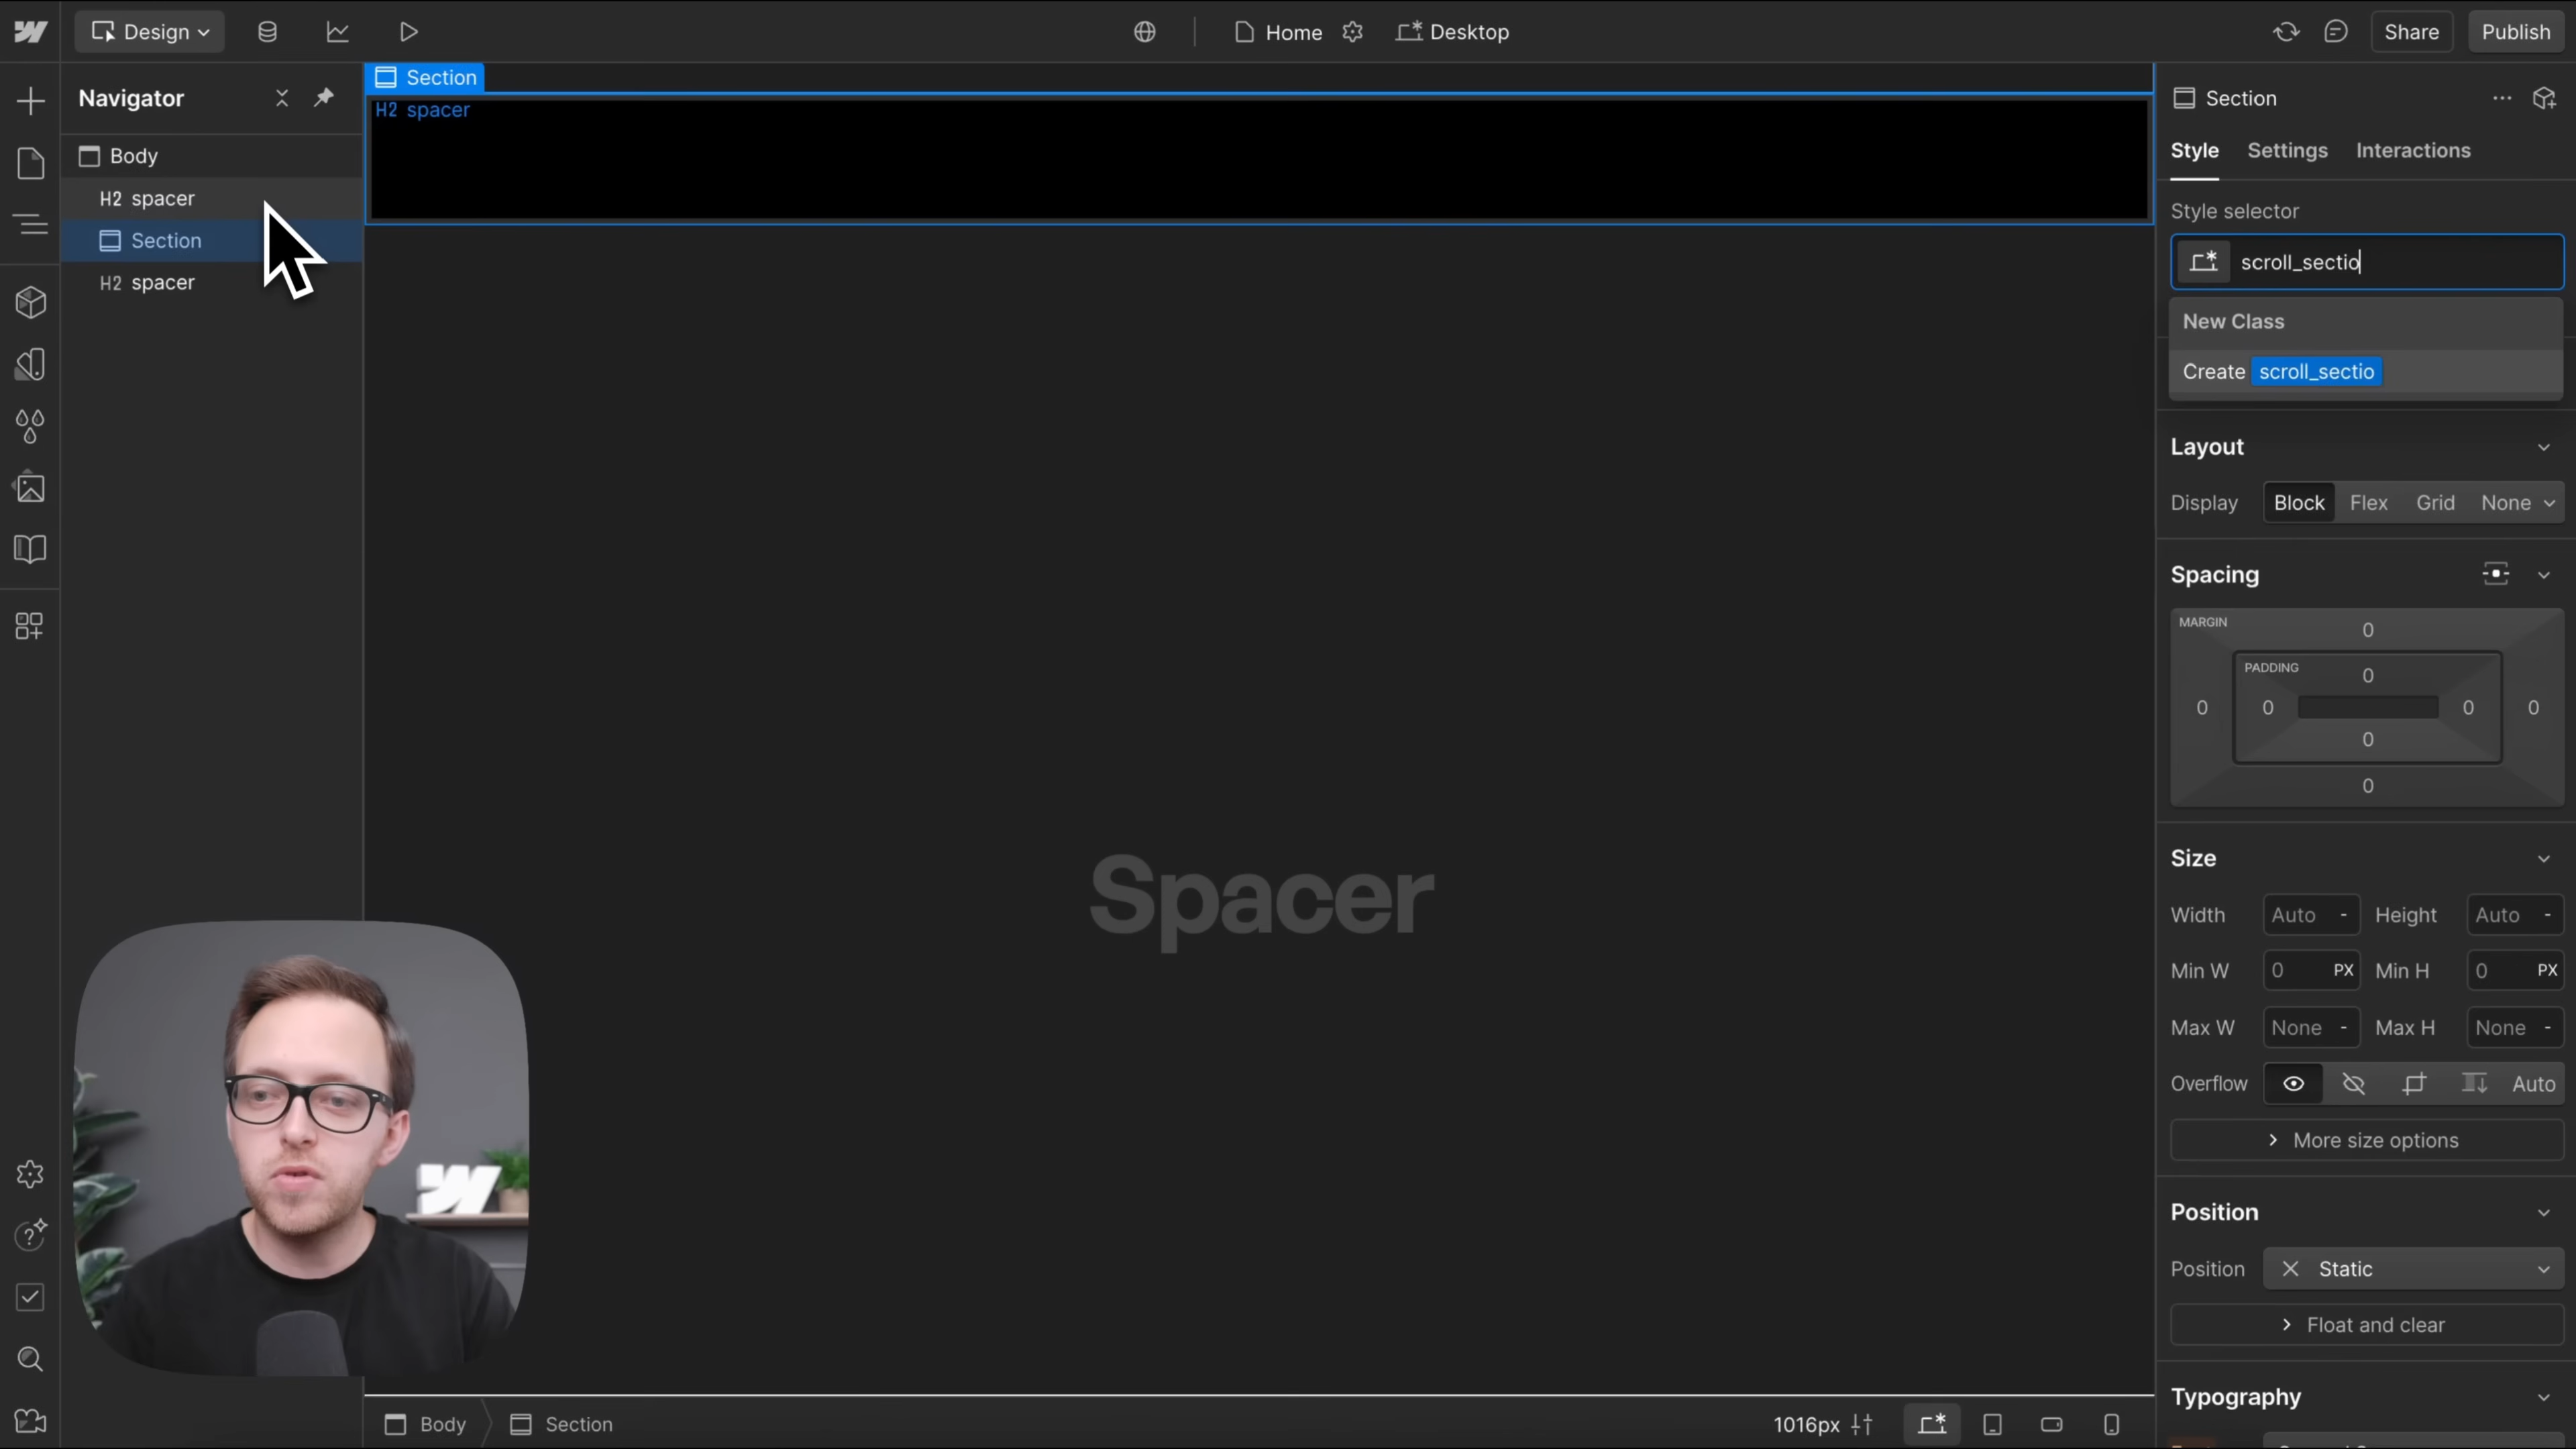 Design
Home
Desktop
Share
Publish
Navigator
Body
H2 spacer
Section
H2 spacer
Section
H2 spacer
Spacer
Body
Section
1016px
Section
Style
Settings
Interactions
Style selector
scroll_sectio
New Class
Create scroll_sectio
Layout
Display Block Flex Grid None
Spacing
MARGIN
0
PADDING
0
0 0 0 0
0
0
Size
Width Auto - Height Auto -
Min W 0 PX Min H 0 PX
Max W None - Max H None -
Overflow Auto
More size options
Position
Position Static
Float and clear
Typography